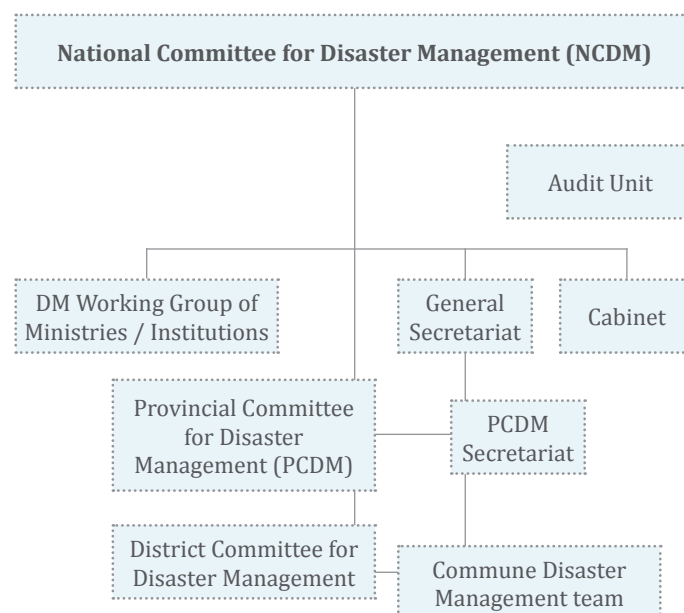 National Committee for Disaster Management (NCDM)
Audit Unit
DM Working Group of
Ministries / Institutions
General
Secretariat
Cabinet
Provincial Committee
for Disaster
Management (PCDM)
PCDM
Secretariat
District Committee for
Disaster Management
Commune Disaster
Management team